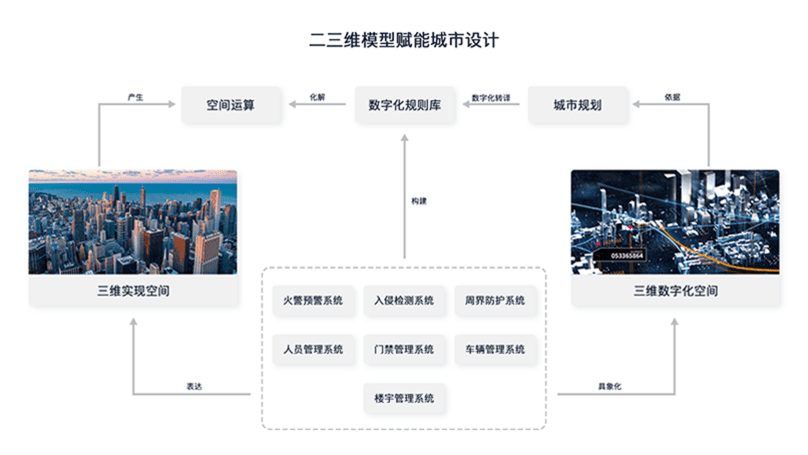 二三维模型赋能城市设计
产生
空间运算
化解
数字化规则库
数字化转译
城市规划
依据
构建
053365864
三维实现空间
三维数字化空间
火警预警系统
入侵检测系统
周界防护系统
人员管理系统
门禁管理系统
车辆管理系统
表达
具象化
楼宇管理系统